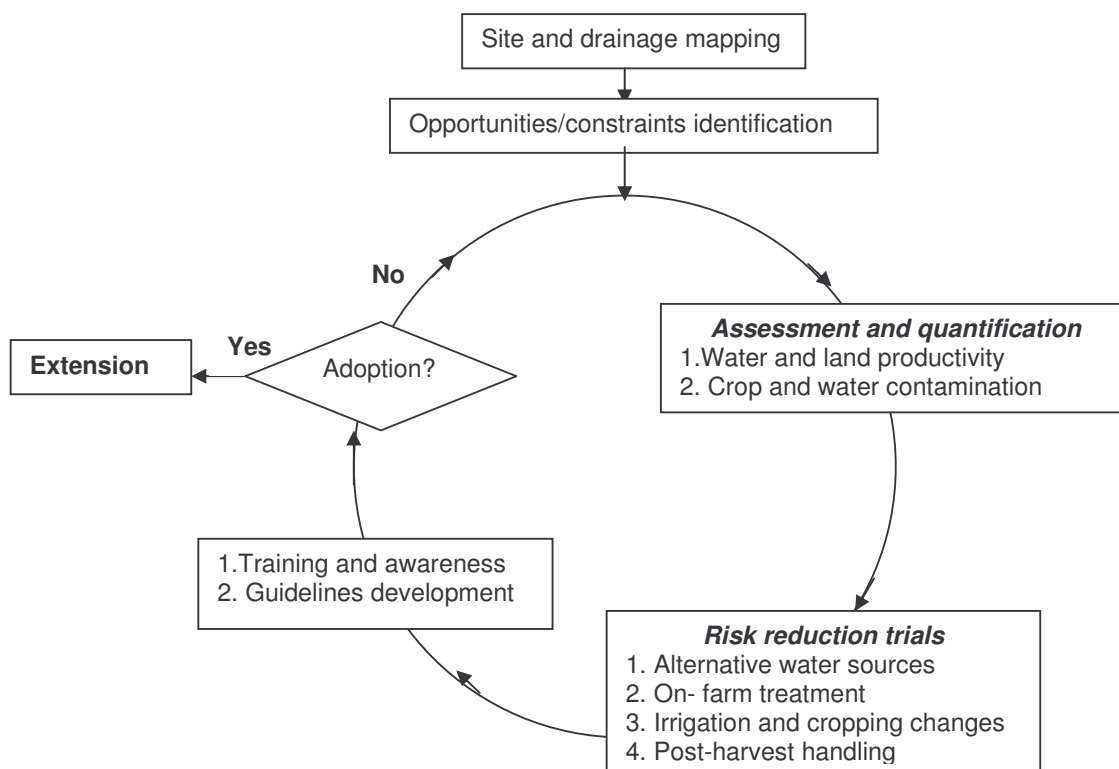 Site and drainage mapping
Opportunities/constraints identification
No
Assessment and quantification
1.Water and land productivity
2. Crop and water contamination
Yes
Extension
Adoption?
1.Training and awareness
2. Guidelines development
Risk reduction trials
1. Alternative water sources
2. On- farm treatment
3. Irrigation and cropping changes
4. Post-harvest handling